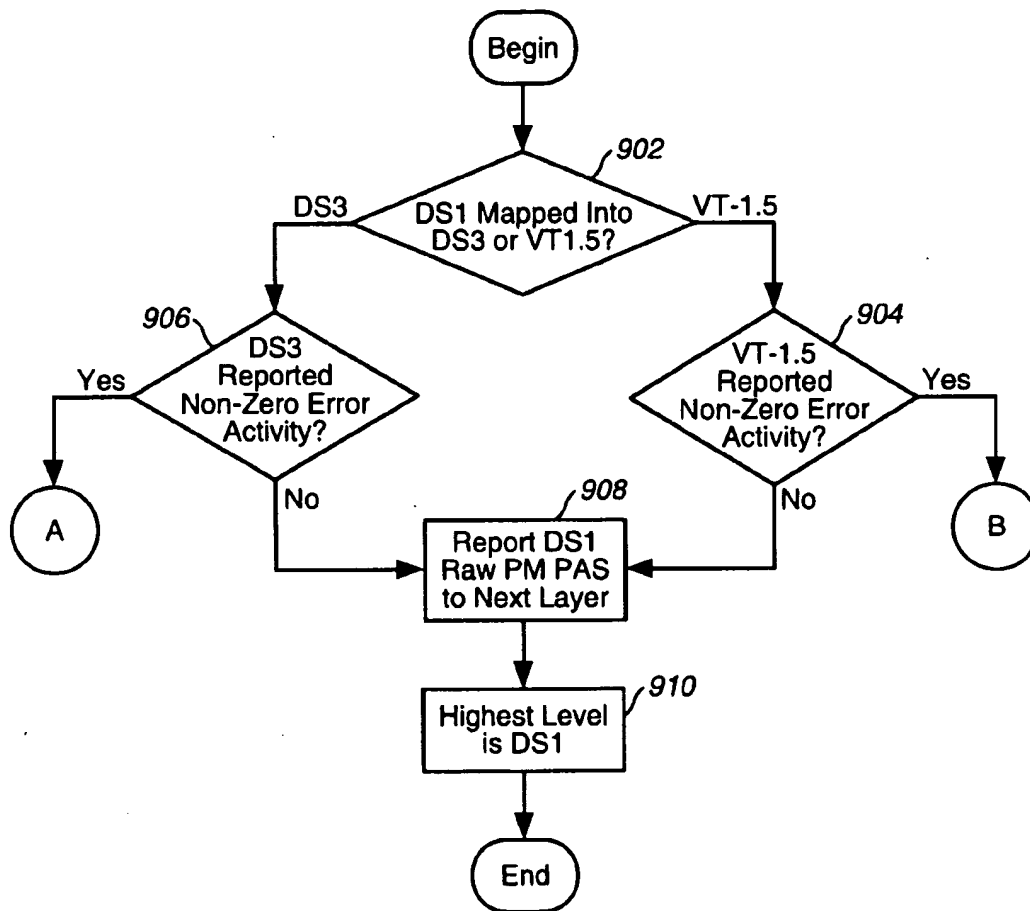 Begin
902
DS1 Mapped Into
DS3 or VT1.5?
DS3
VT-1.5
906
DS3
Reported
Non-Zero Error
Activity?
Yes
No
904
VT-1.5
Reported
Non-Zero Error
Activity?
Yes
No
A
B
908
Report DS1
Raw PM PAS
to Next Layer
910
Highest Level
is DS1
End